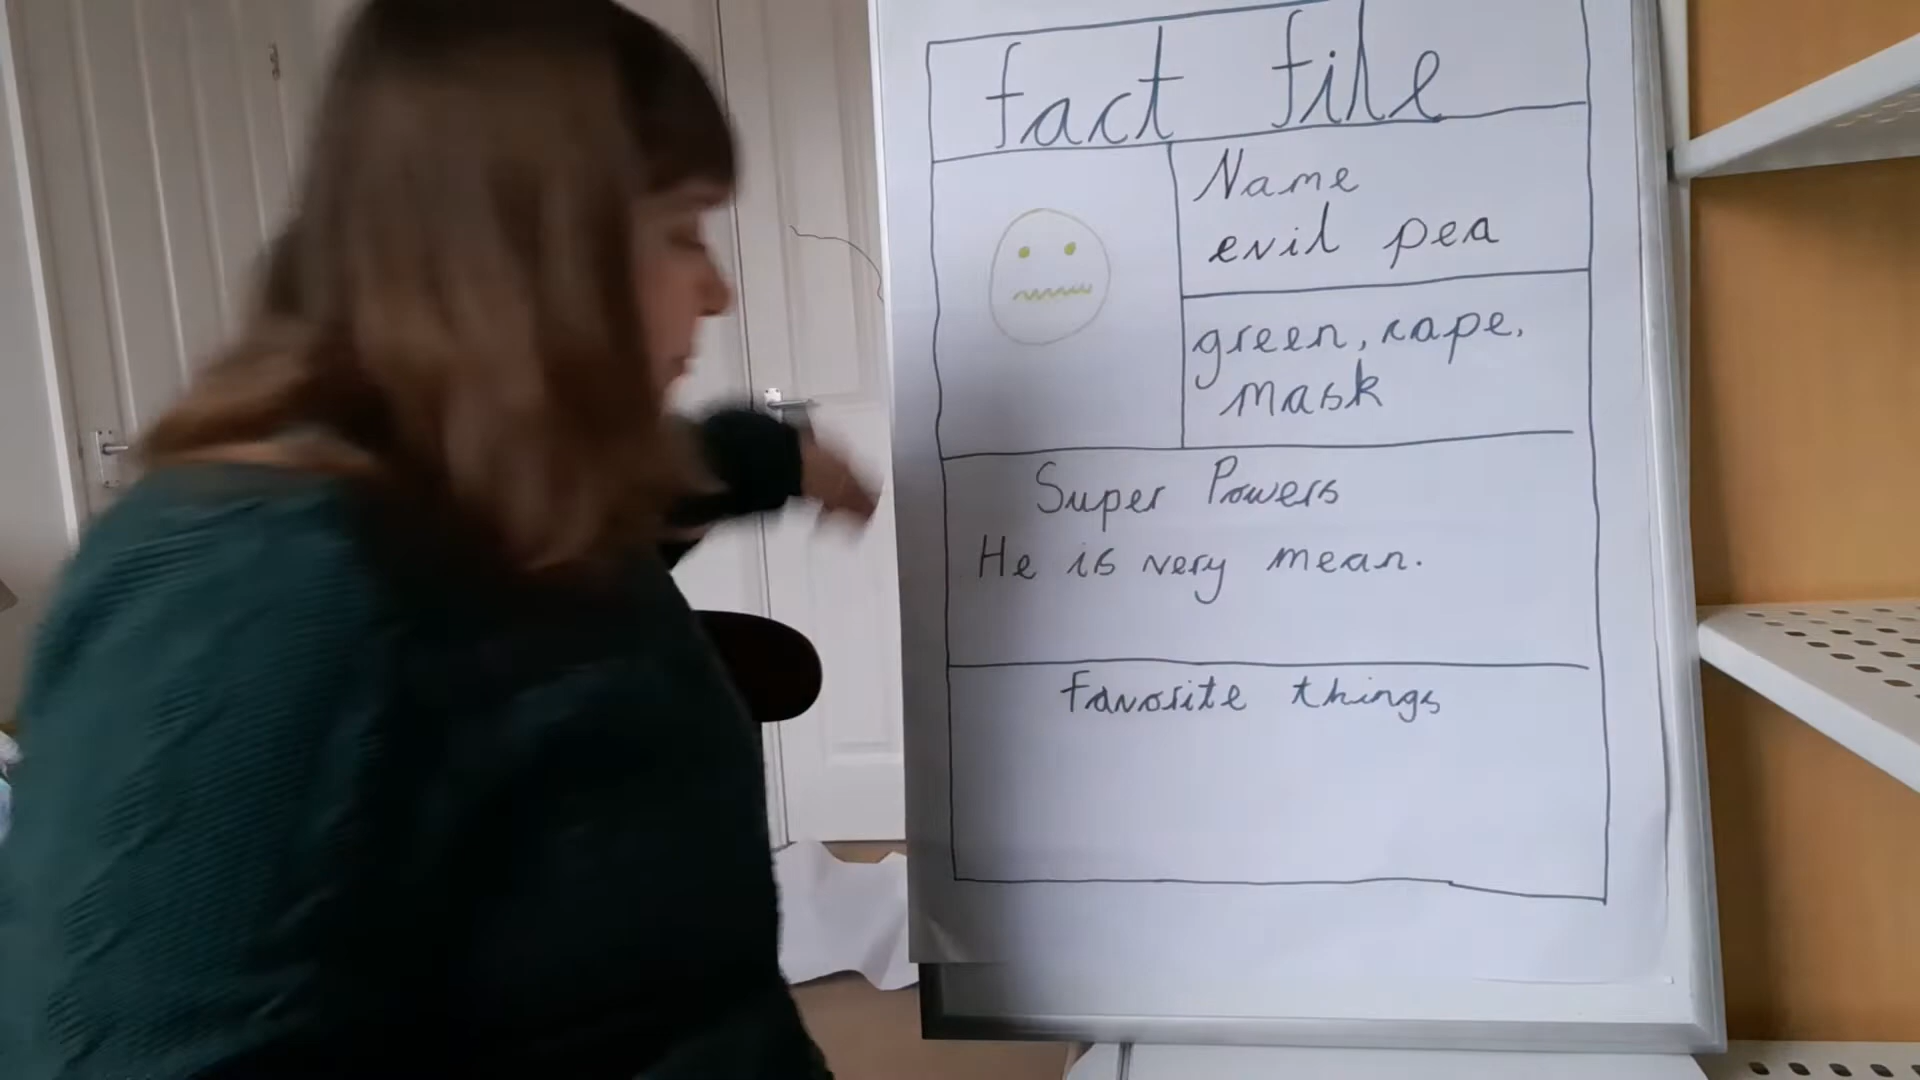 fact file
Name
evil pea
green, cape,
mask
Super Powers
He is very mean.
favorite things